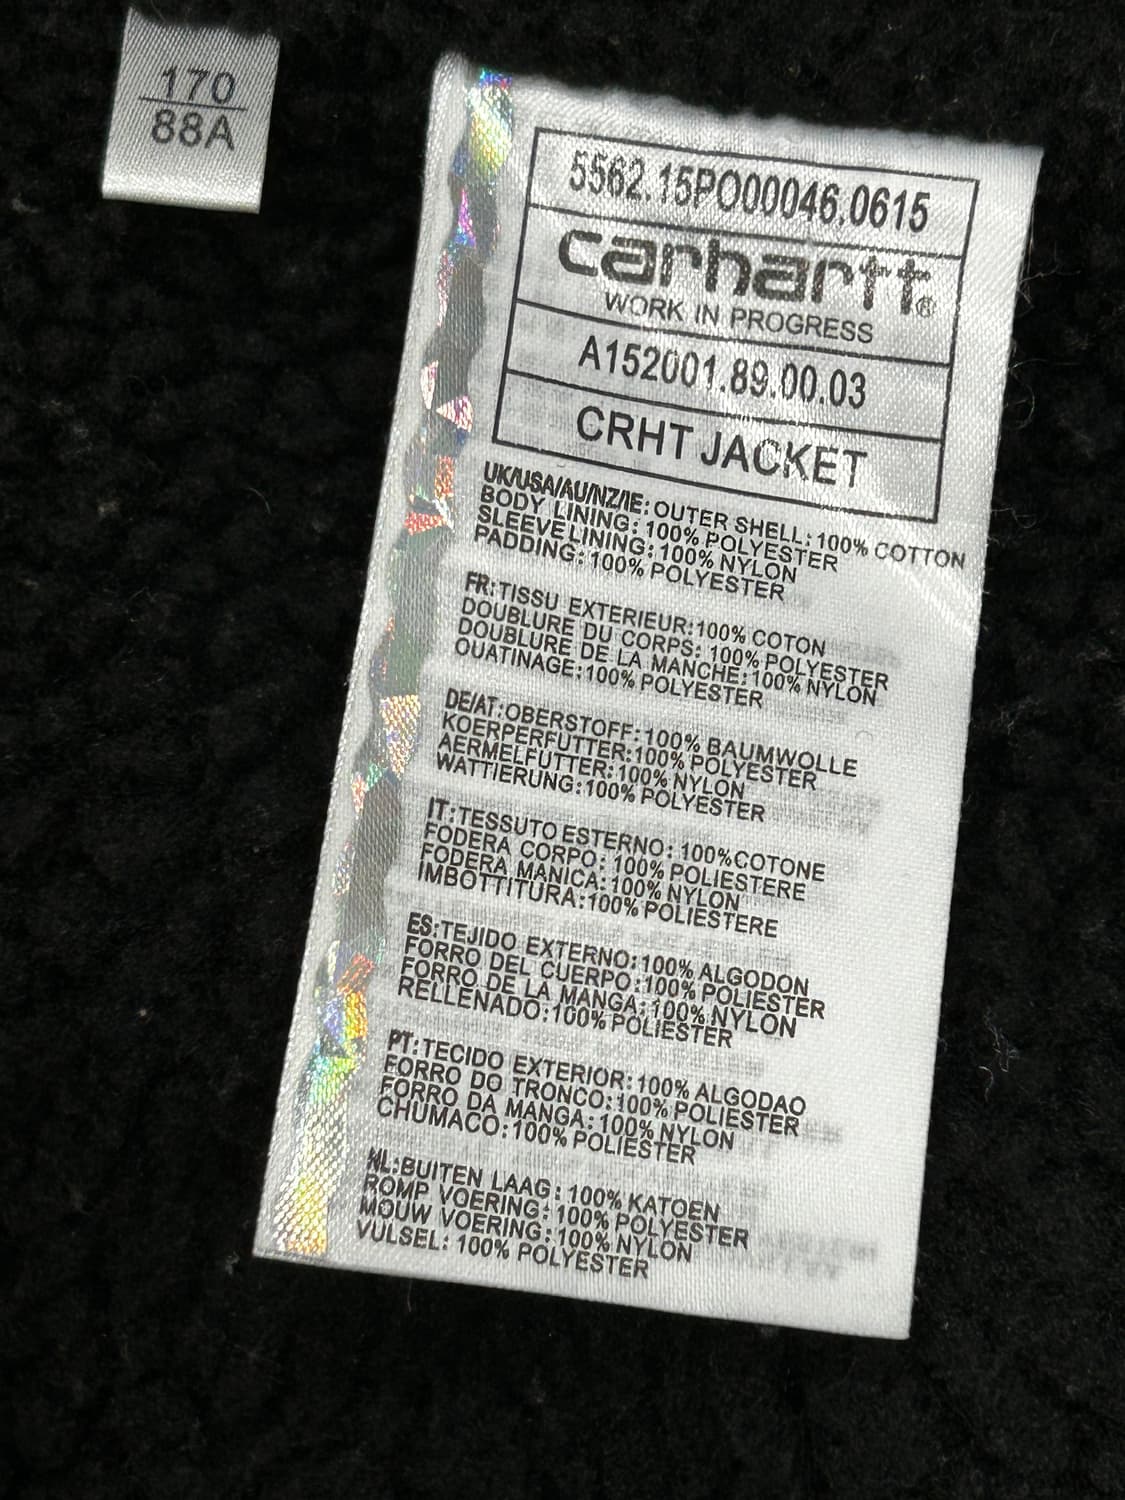 170
88A
5562.15PO00046.0615
carhartt®
WORK IN PROGRESS
A152001.89.00.03
CRHT JACKET
UK/USA/AU/NZ/IE: OUTER SHELL: 100% COTTON
BODY LINING: 100% POLYESTER
SLEEVE LINING: 100% NYLON
PADDING: 100% POLYESTER
FR: TISSU EXTERIEUR: 100% COTON
DOUBLURE DU CORPS: 100% POLYESTER
DOUBLURE DE LA MANCHE: 100% NYLON
OUATINAGE: 100% POLYESTER
DE/AT: OBERSTOFF: 100% BAUMWOLLE
KOERPERFUTTER: 100% POLYESTER
AERMELFUTTER: 100% NYLON
WATTIERUNG: 100% POLYESTER
IT: TESSUTO ESTERNO: 100% COTONE
FODERA CORPO: 100% POLIESTERE
FODERA MANICA: 100% NYLON
IMBOTTITURA: 100% POLIESTERE
ES: TEJIDO EXTERNO: 100% ALGODON
FORRO DEL CUERPO: 100% POLIESTER
FORRO DE LA MANGA: 100% NYLON
RELLENADO: 100% POLIESTER
PT: TECIDO EXTERIOR: 100% ALGODAO
FORRO DO TRONCO: 100% POLIESTER
FORRO DA MANGA: 100% NYLON
CHUMACO: 100% POLIESTER
NL: BUITEN LAAG: 100% KATOEN
ROMP VOERING: 100% POLYESTER
MOUW VOERING: 100% NYLON
VULSEL: 100% POLYESTER